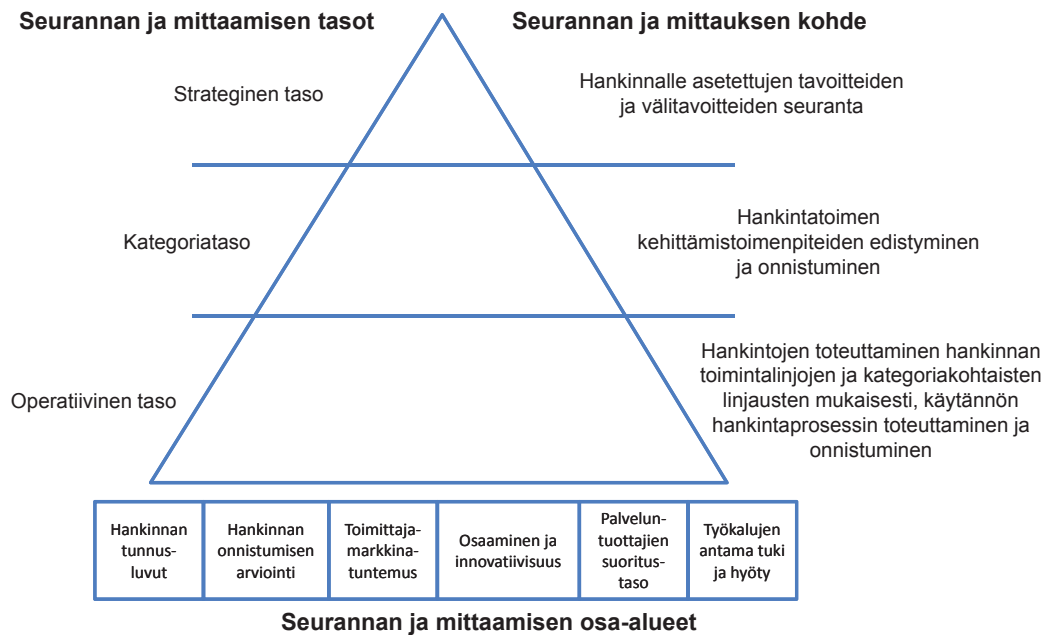 Seurannan ja mittaamisen tasot
Seurannan ja mittauksen kohde
Strateginen taso
Hankinnalle asetettujen tavoitteiden
ja välitavoitteiden seuranta
Kategoriataso
Hankintatoimen
kehittämistoimenpiteiden edistyminen
ja onnistuminen
Operatiivinen taso
Hankintojen toteuttaminen hankinnan
toimintalinjojen ja kategoriakohtaisten
linjausten mukaisesti, käytännön
hankintaprosessin toteuttaminen ja
onnistuminen
Hankinnan
tunnus-
luvut
Hankinnan
onnistumisen
arviointi
Toimittaja-
markkina-
tuntemus
Osaaminen ja
innovatiivisuus
Palvelun-
tuottajien
suoritus-
taso
Työkalujen
antama tuki
ja hyöty
Seurannan ja mittaamisen osa-alueet